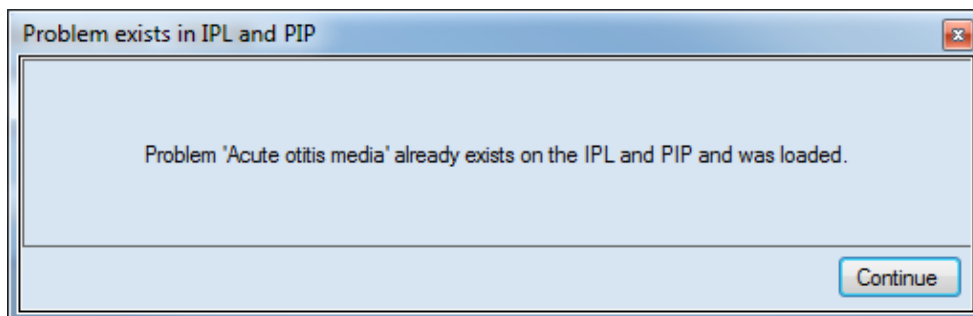 Problem exists in IPL and PIP
Problem 'Acute otitis media' already exists on the IPL and PIP and was loaded.
Continue